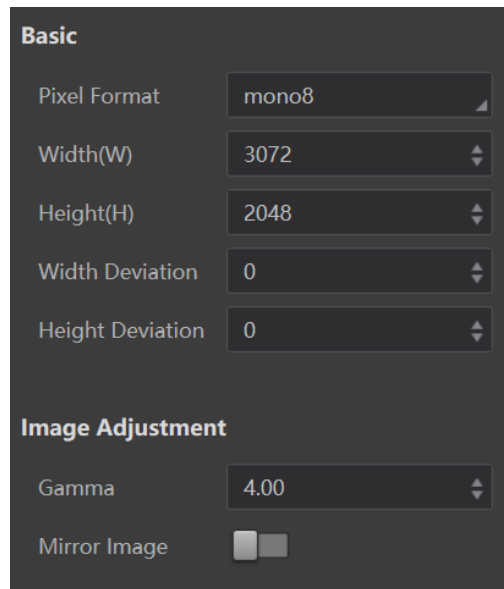 Basic
Pixel Format mono8
Width(W) 3072
Height(H) 2048
Width Deviation 0
Height Deviation 0
Image Adjustment
Gamma 4.00
Mirror Image